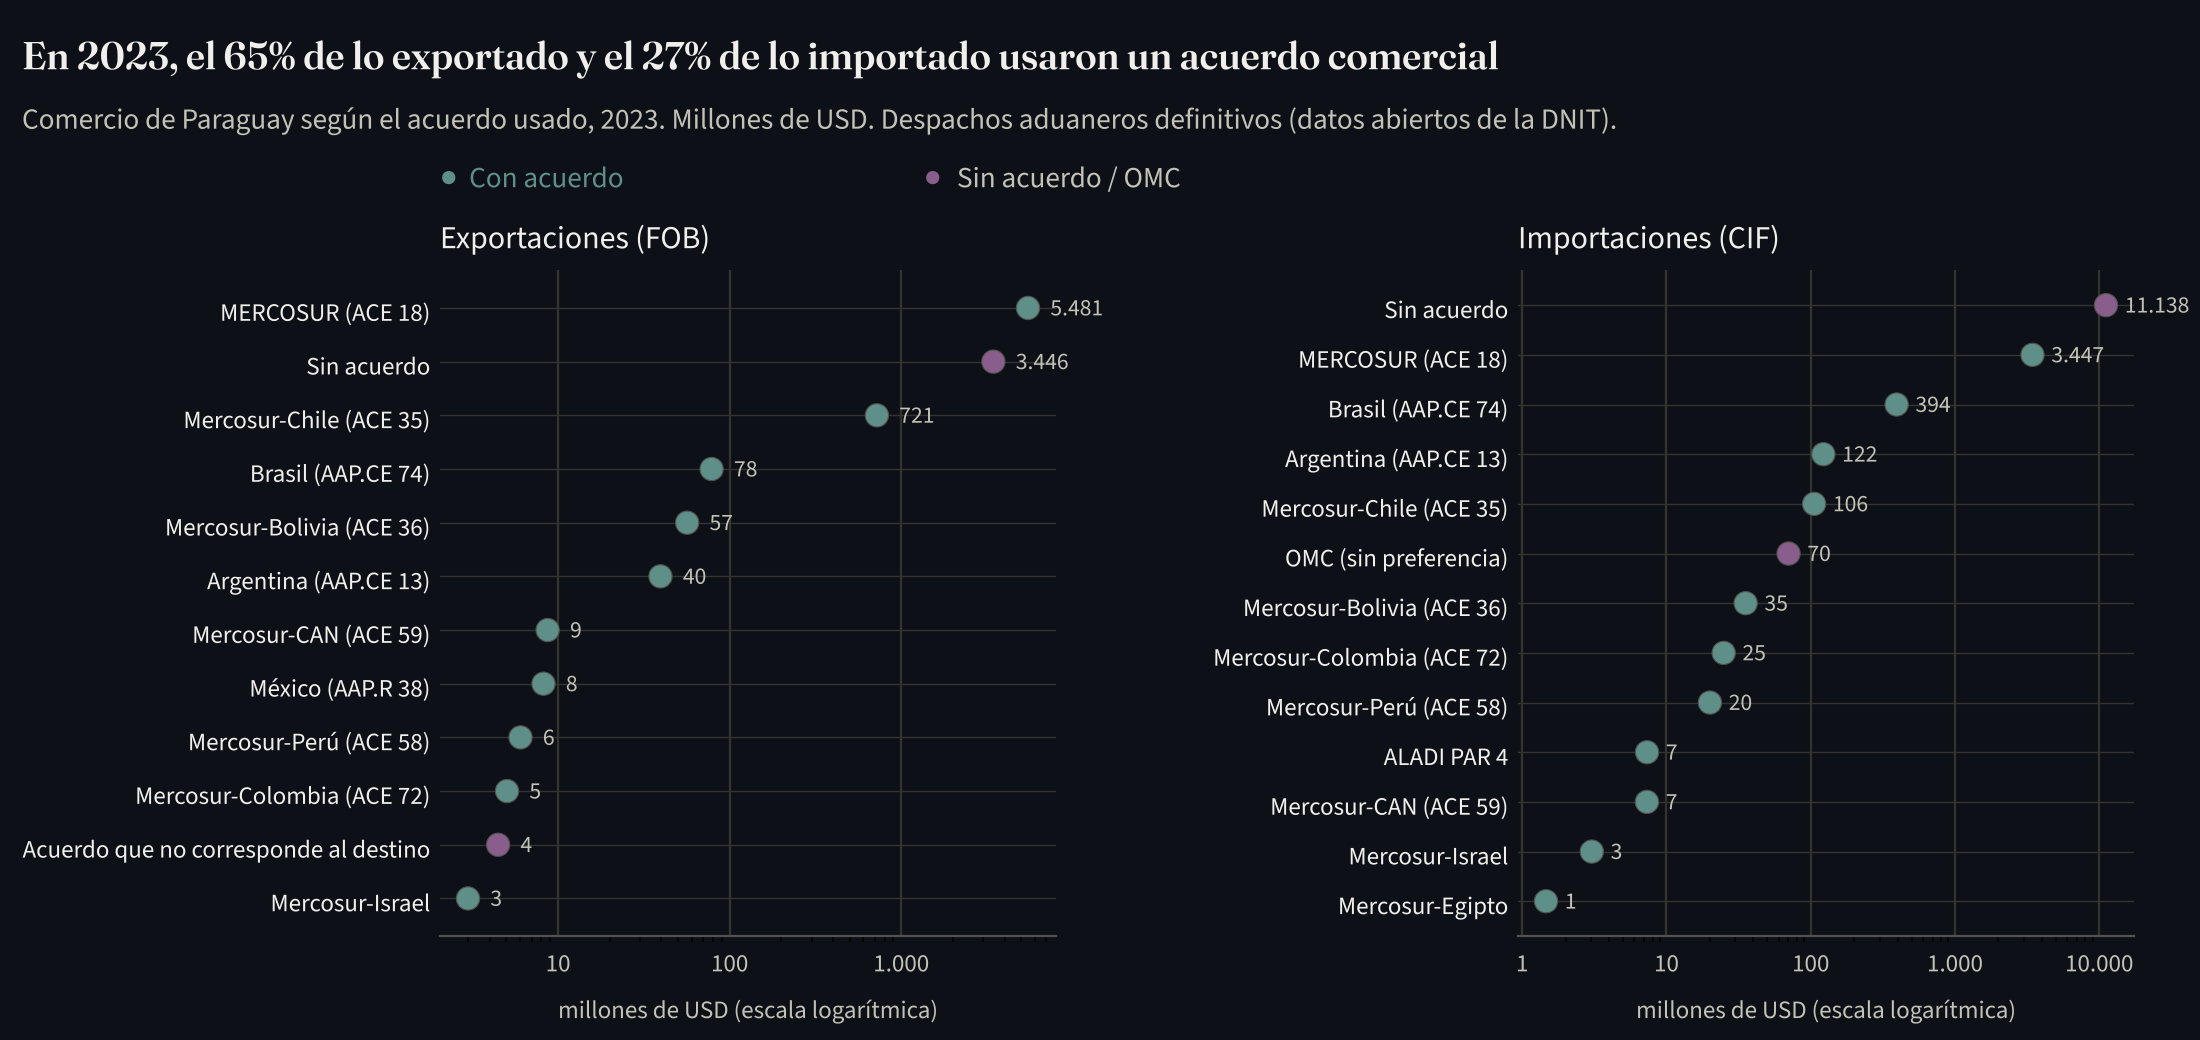 En 2023, el 65% de lo exportado y el 27% de lo importado usaron un acuerdo comercial
Comercio de Paraguay según el acuerdo usado, 2023. Millones de USD. Despachos aduaneros definitivos (datos abiertos de la DNIT).
Con acuerdo
Sin acuerdo / OMC
Exportaciones (FOB)
MERCOSUR (ACE 18) 5.481
Sin acuerdo 3.446
Mercosur-Chile (ACE 35) 721
Brasil (AAP.CE 74) 78
Mercosur-Bolivia (ACE 36) 57
Argentina (AAP.CE 13) 40
Mercosur-CAN (ACE 59) 9
México (AAP.R 38) 8
Mercosur-Perú (ACE 58) 6
Mercosur-Colombia (ACE 72) 5
Acuerdo que no corresponde al destino 4
Mercosur-Israel 3
10 100 1.000
millones de USD (escala logarítmica)
Importaciones (CIF)
Sin acuerdo 11.138
MERCOSUR (ACE 18) 3.447
Brasil (AAP.CE 74) 394
Argentina (AAP.CE 13) 122
Mercosur-Chile (ACE 35) 106
OMC (sin preferencia) 70
Mercosur-Bolivia (ACE 36) 35
Mercosur-Colombia (ACE 72) 25
Mercosur-Perú (ACE 58) 20
ALADI PAR 4 7
Mercosur-CAN (ACE 59) 7
Mercosur-Israel 3
Mercosur-Egipto 1
1 10 100 1.000 10.000
millones de USD (escala logarítmica)